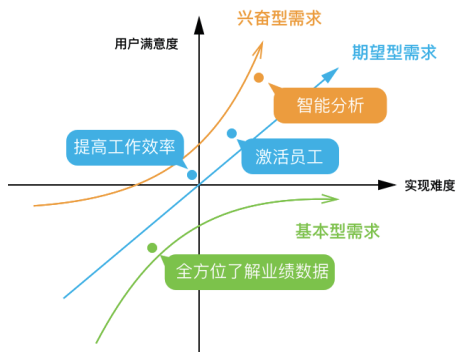 兴奋型需求
用户满意度
期望型需求
智能分析
提高工作效率
激活员工
实现难度
基本型需求
全方位了解业绩数据